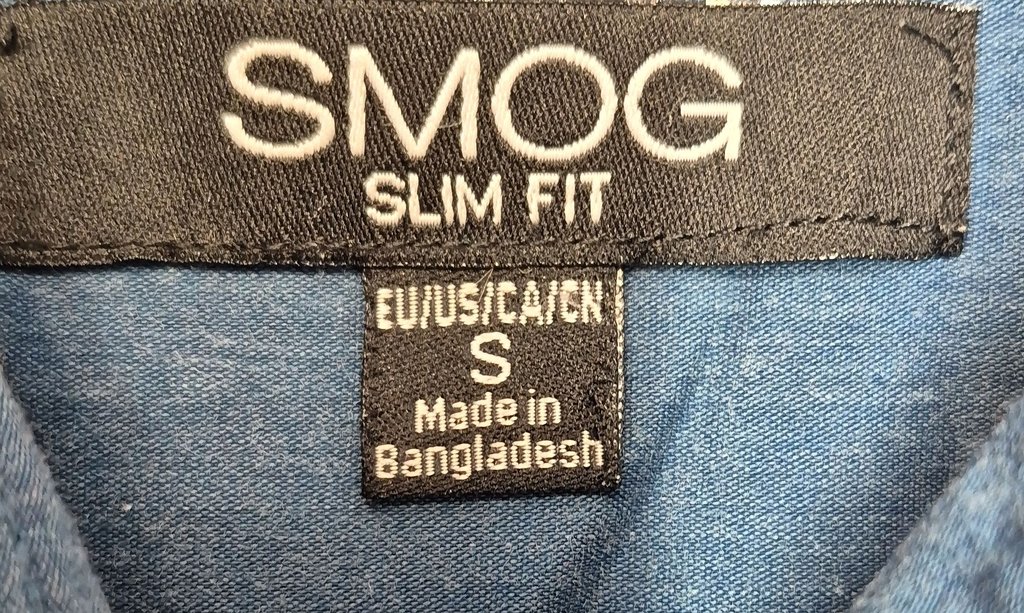 SMOG
SLIM FIT
EU/US/CA/CN
S
Made in
Bangladesh